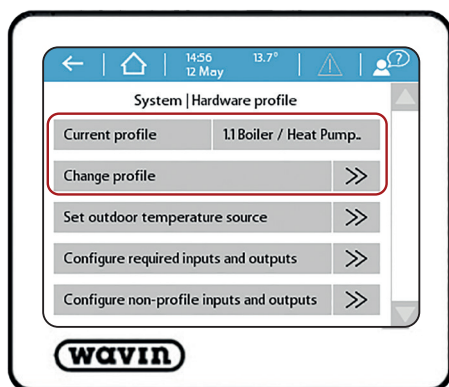 14:56
12 May
13.7°
?
System | Hardware profile
Current profile 1.1 Boiler / Heat Pump..
Change profile
Set outdoor temperature source
Configure required inputs and outputs
Configure non-profile inputs and outputs
wavin